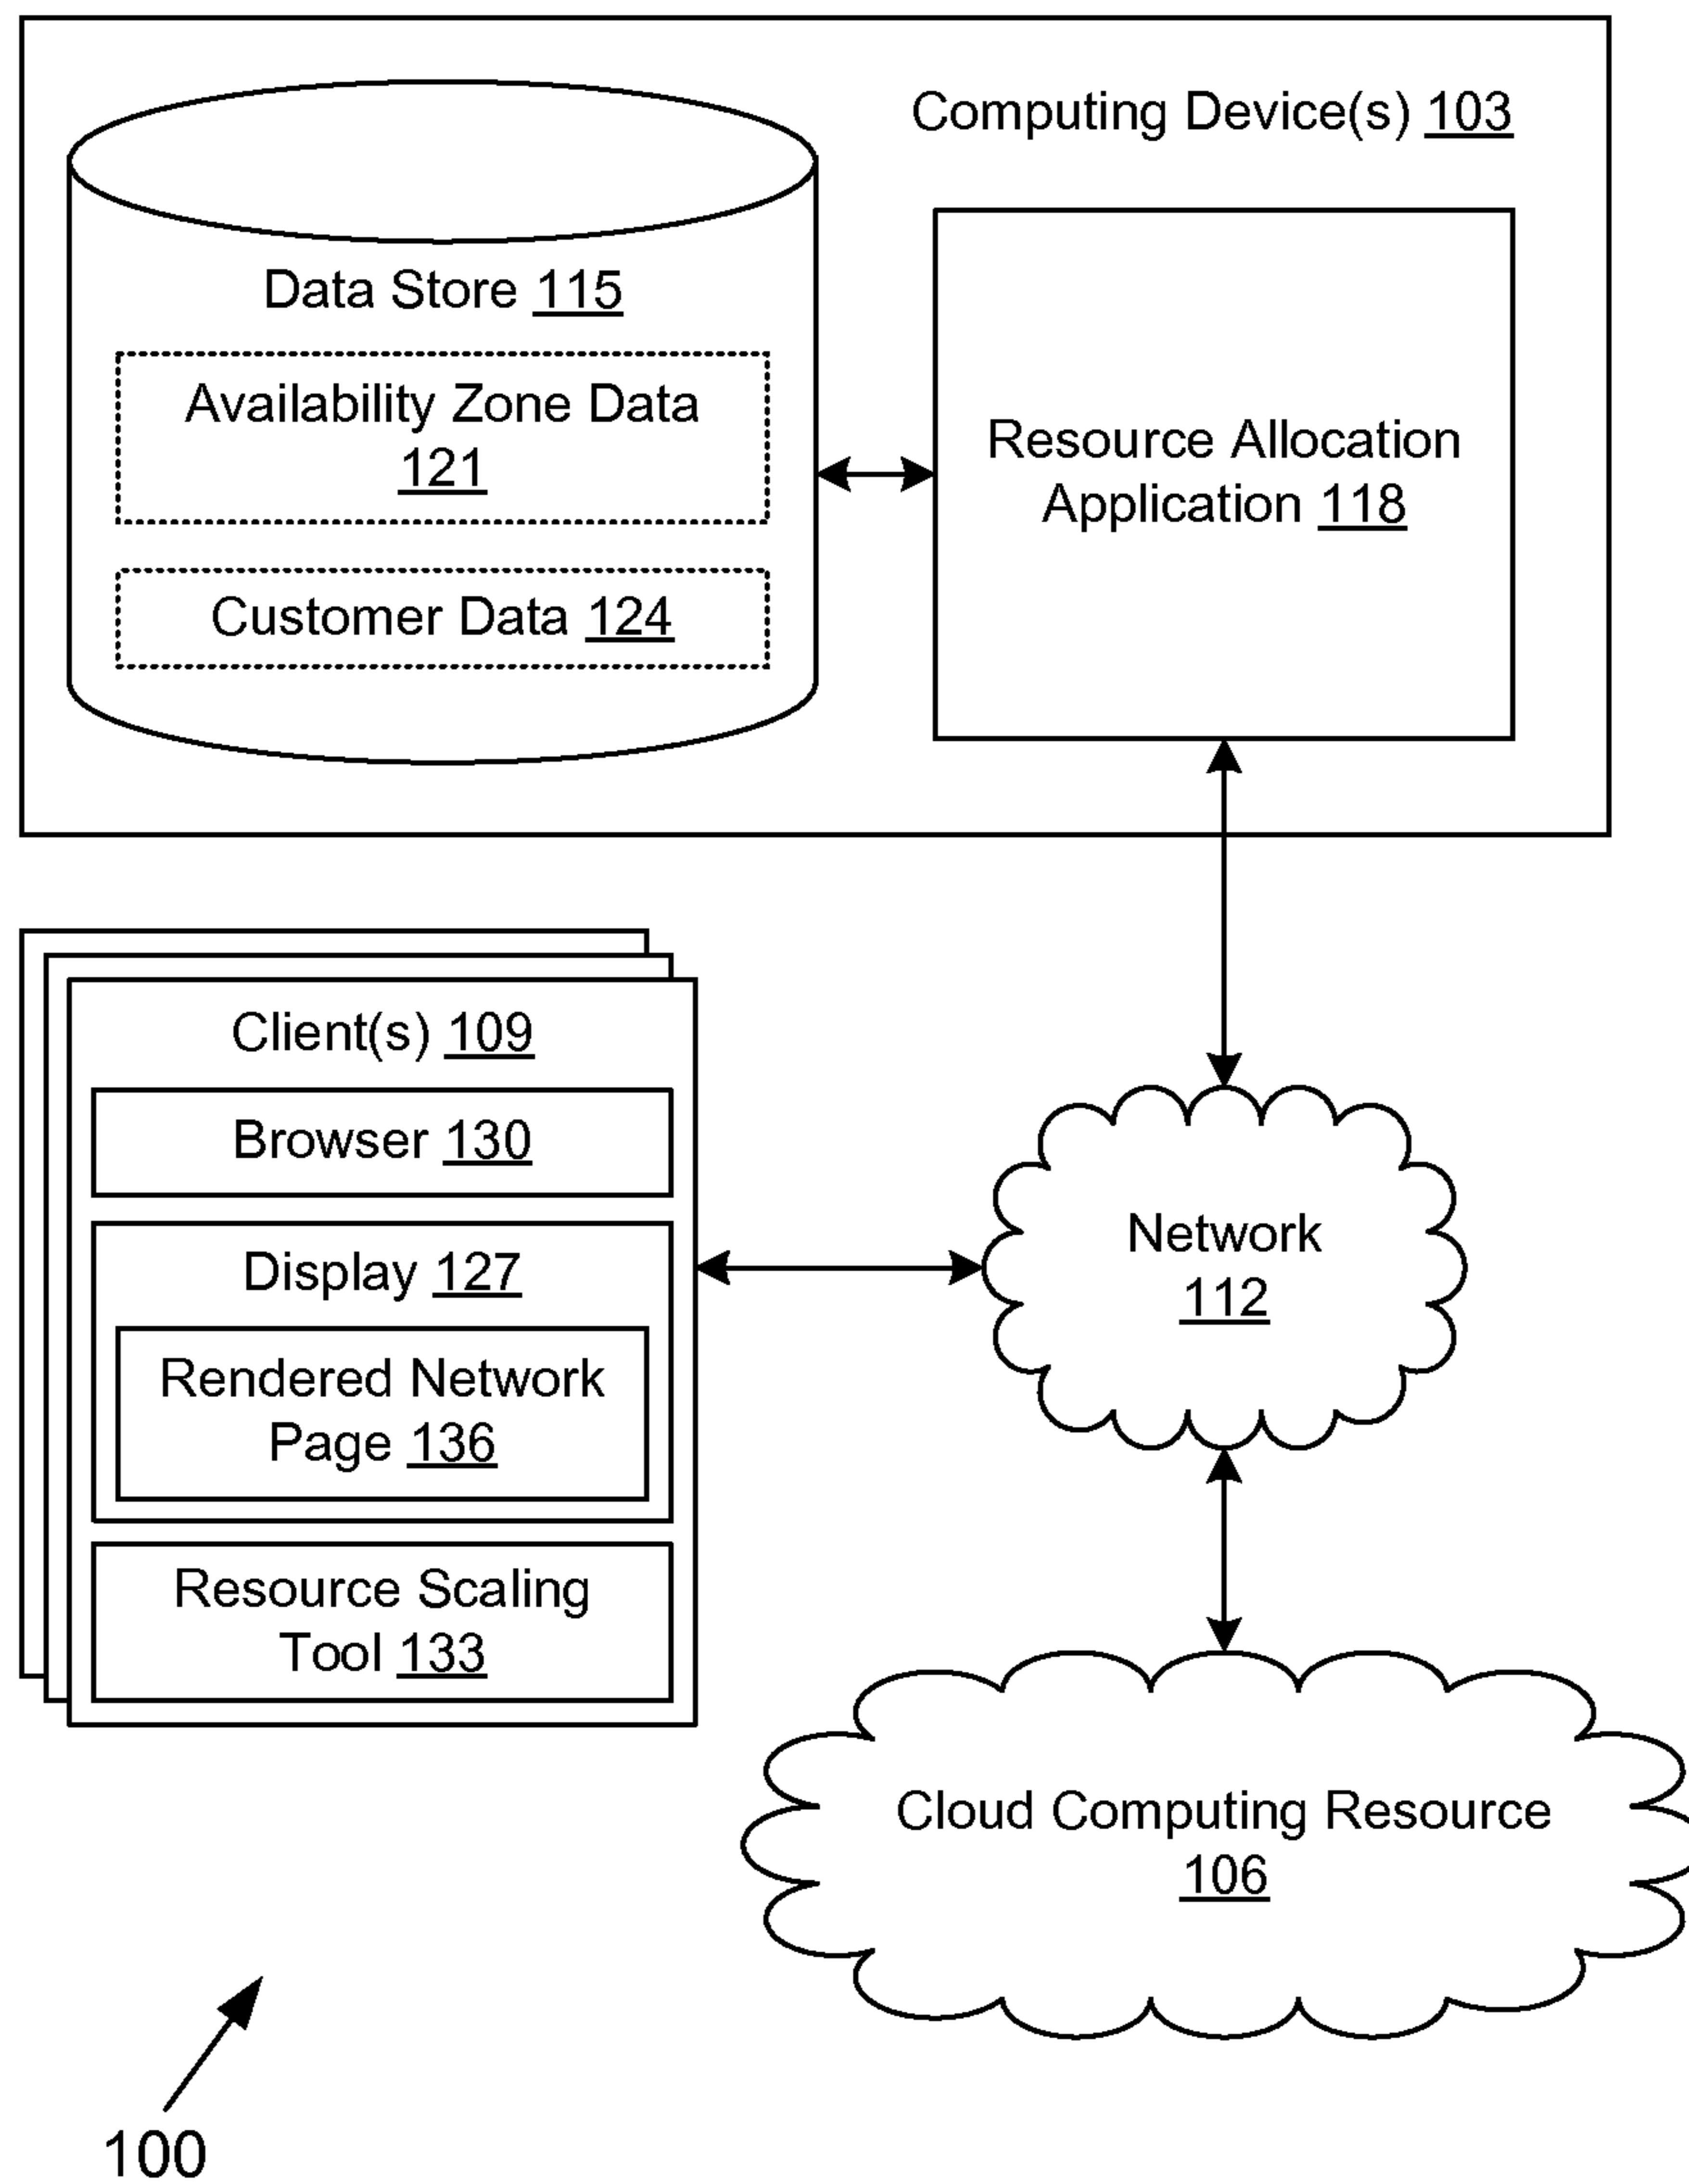 Computing Device(s) 103
Data Store 115
Availability Zone Data
121
Customer Data 124
Resource Allocation
Application 118
Client(s) 109
Browser 130
Display 127
Rendered Network
Page 136
Resource Scaling
Tool 133
Network
112
Cloud Computing Resource
106
100